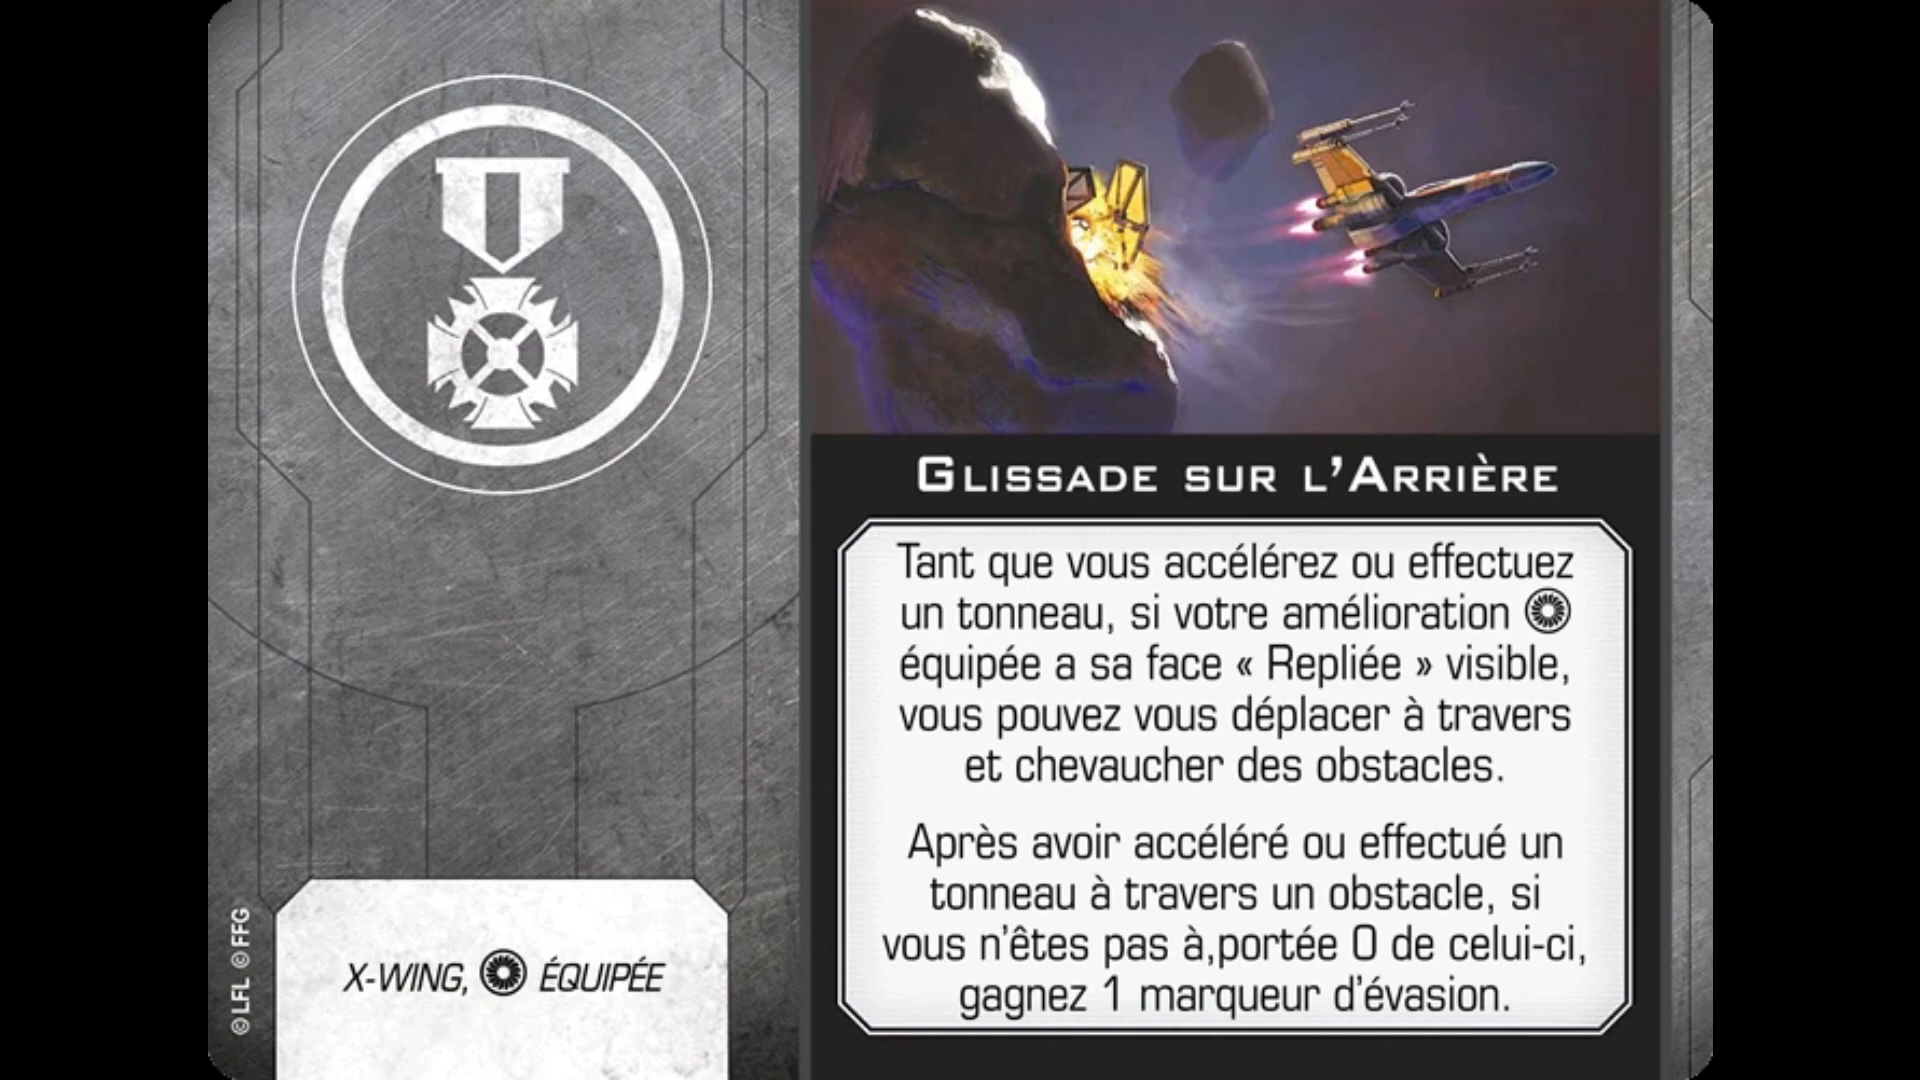 Glissade sur l'Arrière
Tant que vous accélérez ou effectuez
un tonneau, si votre amélioration
équipée a sa face « Repliée » visible,
vous pouvez vous déplacer à travers
et chevaucher des obstacles.
Après avoir accéléré ou effectué un
tonneau à travers un obstacle, si
vous n'êtes pas à,portée 0 de celui-ci,
gagnez 1 marqueur d'évasion.
X-WING, ÉQUIPÉE
©LFL ©FFG